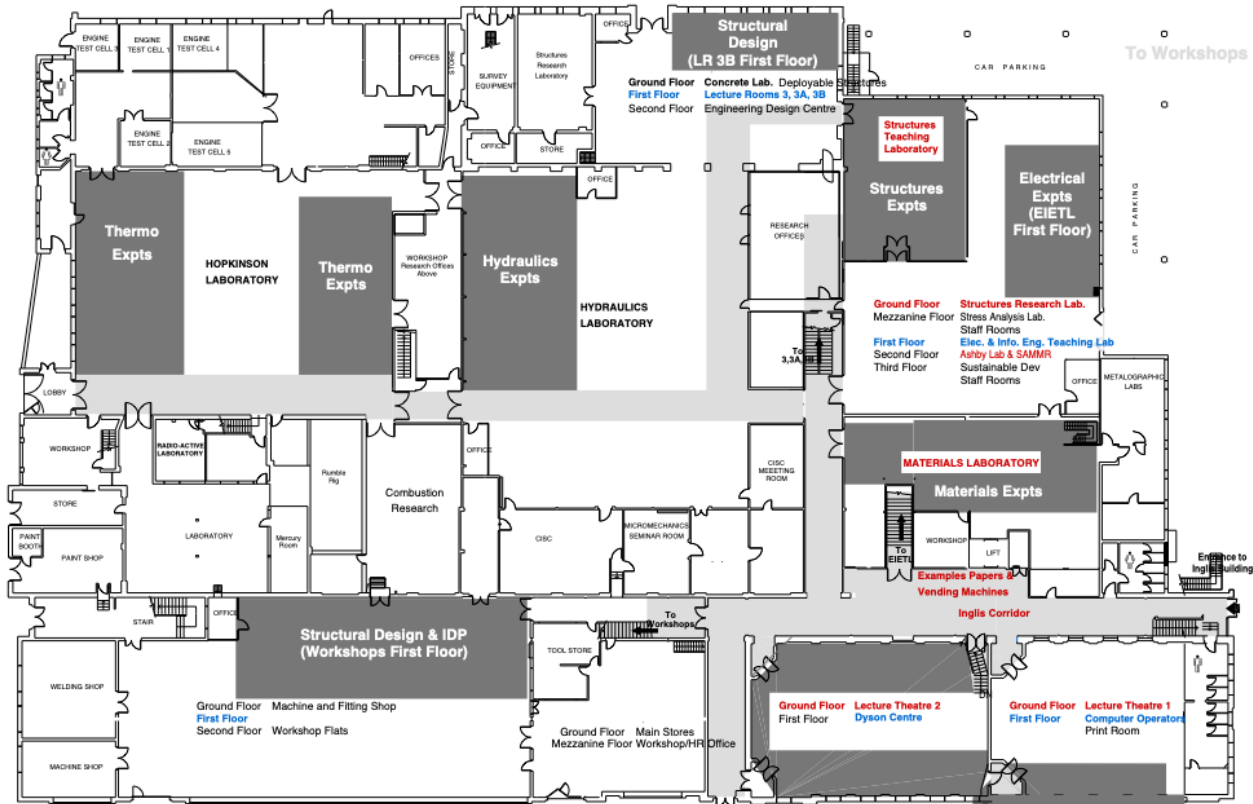 ENGINE
TEST CELL 3
ENGINE
TEST CELL 1
ENGINE
TEST CELL 4
OFFICES
STORE
SURVEY
EQUIPMENT
Structures
Research
Laboratory
OFFICE
Structural
Design
(LR 3B First Floor)
Ground Floor Concrete Lab. Deployable Structures
First Floor Lecture Rooms 3, 3A, 3B
Second Floor Engineering Design Centre
CAR PARKING
To Workshops
ENGINE
TEST CELL 2
ENGINE
TEST CELL 5
OFFICE
STORE
OFFICE
Structures
Teaching
Laboratory
Structures
Expts
Electrical
Expts
(EIETL
First Floor)
CAR PARKING
Thermo
Expts
HOPKINSON
LABORATORY
Thermo
Expts
WORKSHOP
Research Offices
Above
Hydraulics
Expts
HYDRAULICS
LABORATORY
RESEARCH
OFFICES
Ground Floor Structures Research Lab.
Mezzanine Floor Stress Analysis Lab.
Staff Rooms
First Floor Elec. & Info. Eng. Teaching Lab
Second Floor Ashby Lab & SAMMR
Third Floor Sustainable Dev
Staff Rooms
To
3,3A,3B
OFFICE
METALOGRAPHIC
LABS
LOBBY
WORKSHOP
RADIO-ACTIVE
LABORATORY
Rumble
Rig
Combustion
Research
OFFICE
CISC
MEEETING
ROOM
MATERIALS LABORATORY
Materials Expts
STORE
PAINT
BOOTH
PAINT SHOP
LABORATORY
Mercury
Room
CISC
MICROMECHANICS
SEMINAR ROOM
To
EIETL
WORKSHOP
LIFT
Entrance to
Inglis Building
Examples Papers &
Vending Machines
Inglis Corridor
STAIR
OFFICE
Structural Design & IDP
(Workshops First Floor)
To
Workshops
TOOL STORE
WELDING SHOP
Ground Floor Machine and Fitting Shop
First Floor
Second Floor Workshop Flats
Ground Floor Main Stores
Mezzanine Floor Workshop/HR Office
Ground Floor Lecture Theatre 2
First Floor Dyson Centre
Ground Floor Lecture Theatre 1
First Floor Computer Operators
Print Room
MACHINE SHOP